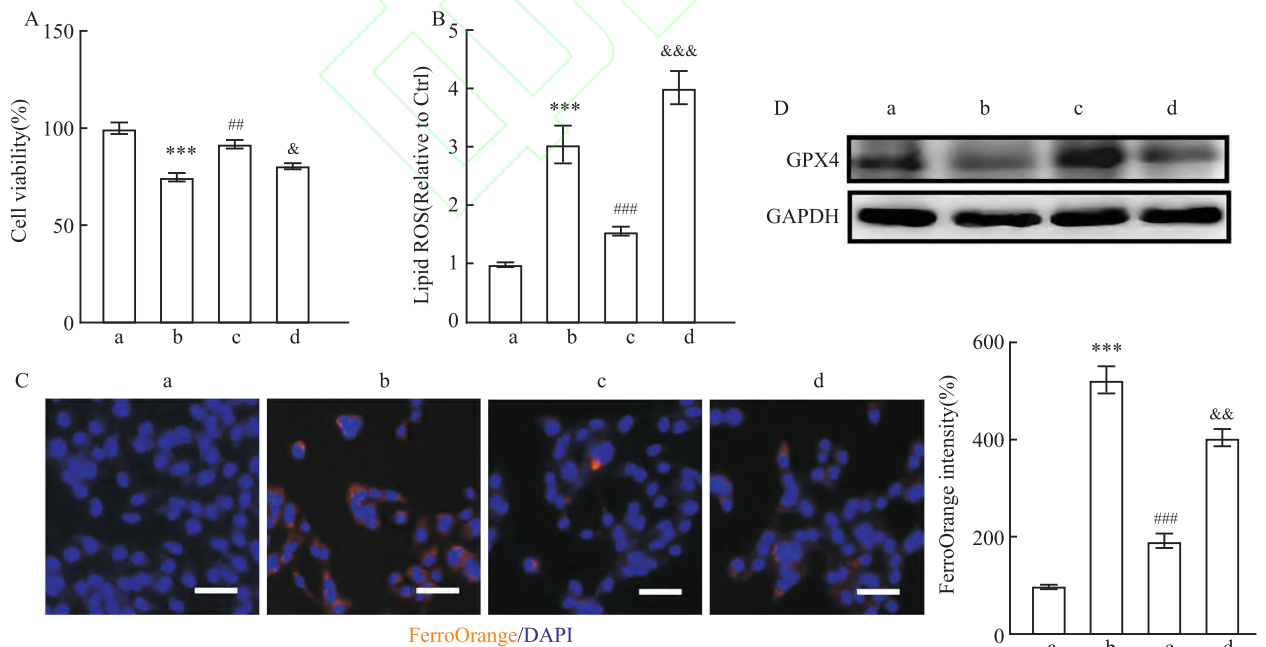 A
150
100
50
0
Cell viability(%)
***
##
&
a b c d
B
5
4
3
2
1
0
Lipid ROS(Relative to Ctrl)
***
###
&&&
a b c d
D
a b c d
GPX4
GAPDH
C
a b c d
FerroOrange/DAPI
600
400
200
0
FerroOrange intensity(%)
***
###
&&
a b c d